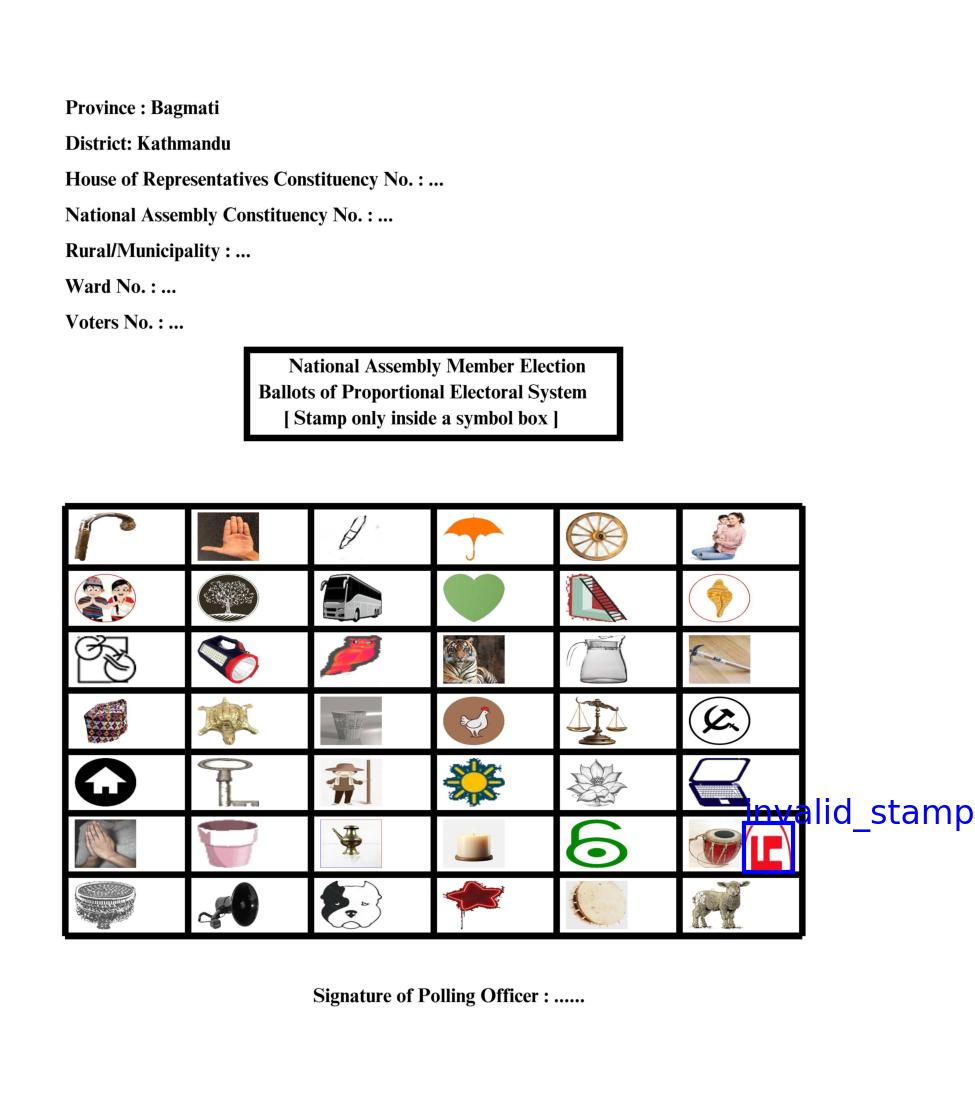 Province : Bagmati
District: Kathmandu
House of Representatives Constituency No. : ...
National Assembly Constituency No. : ...
Rural/Municipality : ...
Ward No. : ...
Voters No. : ...
National Assembly Member Election
Ballots of Proportional Electoral System
[ Stamp only inside a symbol box ]
invalid_stamp
Signature of Polling Officer : ......